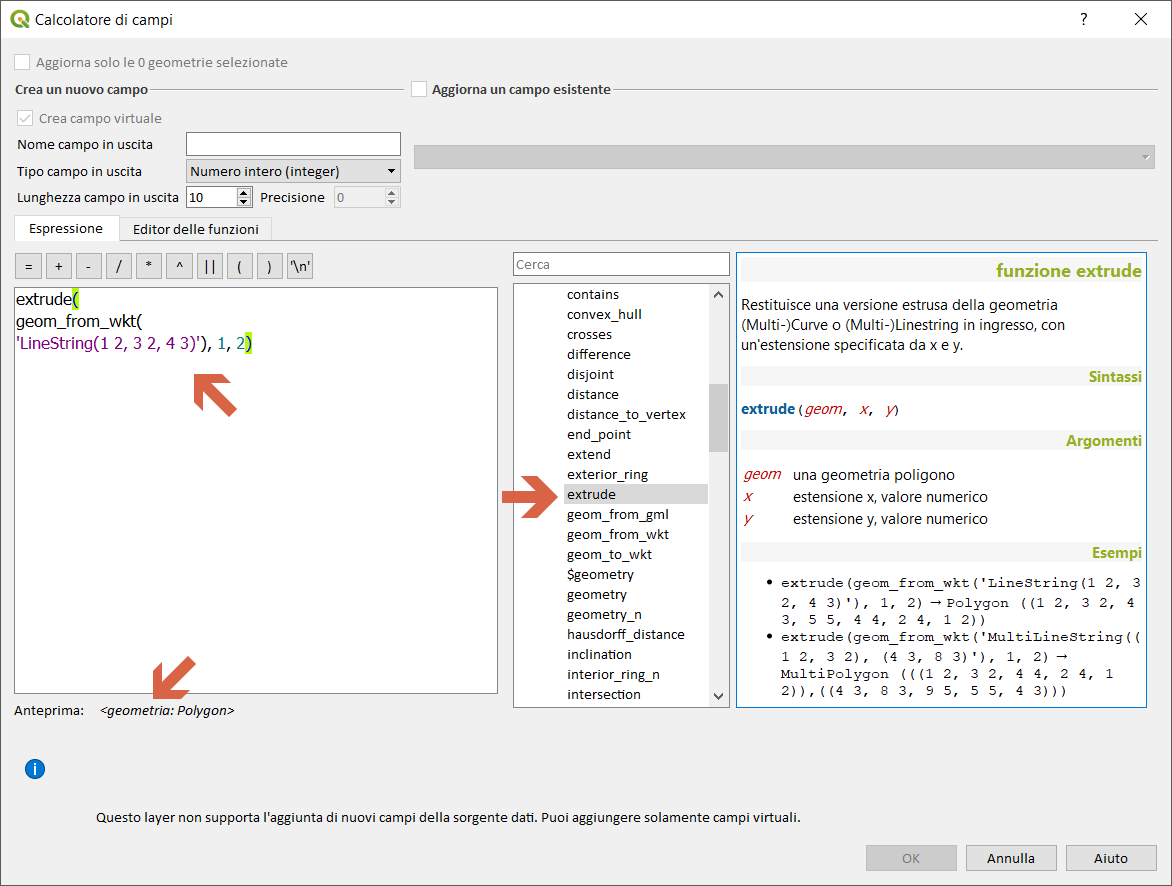 Calcolatore di campi
?
Aggiorna solo le 0 geometrie selezionate
Crea un nuovo campo
Aggiorna un campo esistente
Crea campo virtuale
Nome campo in uscita
Tipo campo in uscita Numero intero (integer)
Lunghezza campo in uscita 10 Precisione 0
Espressione Editor delle funzioni
= + - / * ^ || ( ) '\n'
extrude(
geom_from_wkt(
'LineString(1 2, 3 2, 4 3)'), 1, 2)
Anteprima: <geometria: Polygon>
Cerca
contains
convex_hull
crosses
difference
disjoint
distance
distance_to_vertex
end_point
extend
exterior_ring
extrude
geom_from_gml
geom_from_wkt
geom_to_wkt
$geometry
geometry
geometry_n
hausdorff_distance
inclination
interior_ring_n
intersection
funzione extrude
Restituisce una versione estrusa della geometria
(Multi-)Curve o (Multi-)Linestring in ingresso, con
un'estensione specificata da x e y.
Sintassi
extrude(geom, x, y)
Argomenti
geom una geometria poligono
x estensione x, valore numerico
y estensione y, valore numerico
Esempi
• extrude(geom_from_wkt('LineString(1 2, 3
2, 4 3)'), 1, 2) → Polygon ((1 2, 3 2, 4
3, 5 5, 4 4, 2 4, 1 2))
• extrude(geom_from_wkt('MultiLineString((
1 2, 3 2), (4 3, 8 3)'), 1, 2) →
MultiPolygon (((1 2, 3 2, 4 4, 2 4, 1
2)),((4 3, 8 3, 9 5, 5 5, 4 3)))
i
Questo layer non supporta l'aggiunta di nuovi campi della sorgente dati. Puoi aggiungere solamente campi virtuali.
OK Annulla Aiuto